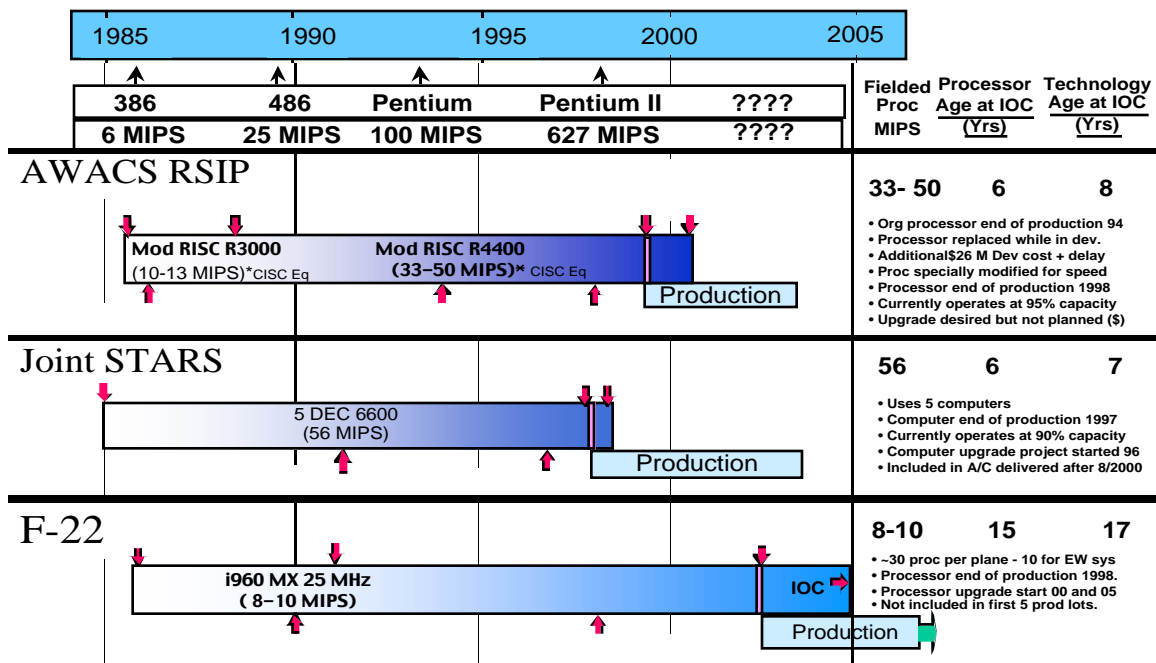 1985 1990 1995 2000 2005
386 486 Pentium Pentium II ????
6 MIPS 25 MIPS 100 MIPS 627 MIPS ????
Fielded Proc MIPS
Processor Age at IOC (Yrs)
Technology Age at IOC (Yrs)
AWACS RSIP
Mod RISC R3000
(10-13 MIPS)*CISC Eq
Mod RISC R4400
(33–50 MIPS)* CISC Eq
Production
33- 50 6 8
• Org processor end of production 94
• Processor replaced while in dev.
• Additional$26 M Dev cost + delay
• Proc specially modified for speed
• Processor end of production 1998
• Currently operates at 95% capacity
• Upgrade desired but not planned ($)
Joint STARS
5 DEC 6600
(56 MIPS)
Production
56 6 7
• Uses 5 computers
• Computer end of production 1997
• Currently operates at 90% capacity
• Computer upgrade project started 96
• Included in A/C delivered after 8/2000
F-22
i960 MX 25 MHz
( 8–10 MIPS)
IOC
Production
8-10 15 17
• ~30 proc per plane - 10 for EW sys
• Processor end of production 1998.
• Processor upgrade start 00 and 05
• Not included in first 5 prod lots.